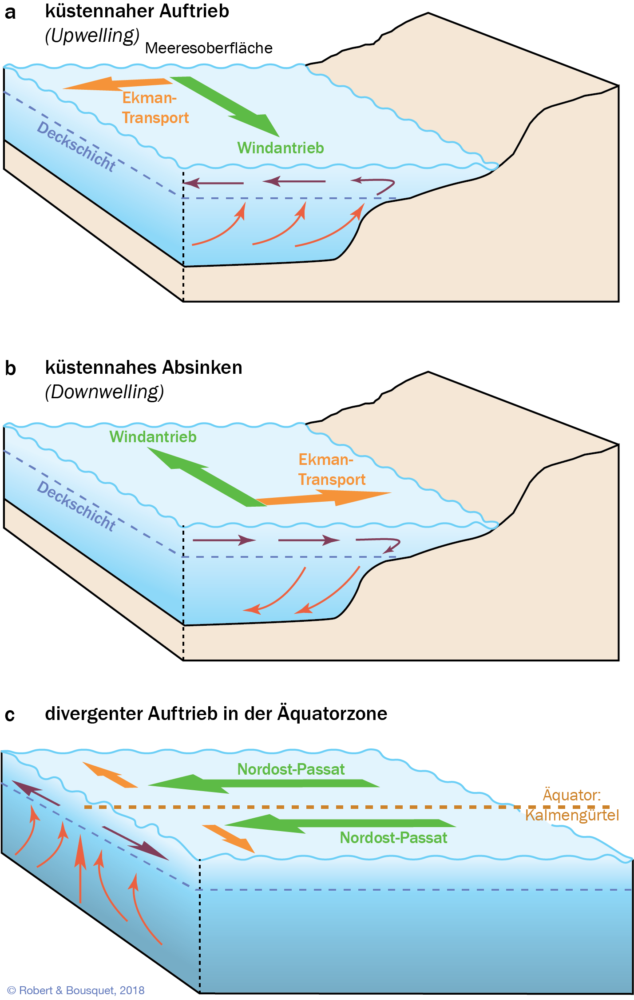 a küstennaher Auftrieb
(Upwelling)
Meeresoberfläche
Ekman-
Transport
Deckschicht
Windantrieb
b küstennahes Absinken
(Downwelling)
Windantrieb
Ekman-
Transport
Deckschicht
c divergenter Auftrieb in der Äquatorzone
Nordost-Passat
Äquator:
Kalmengürtel
Nordost-Passat
© Robert & Bousquet, 2018